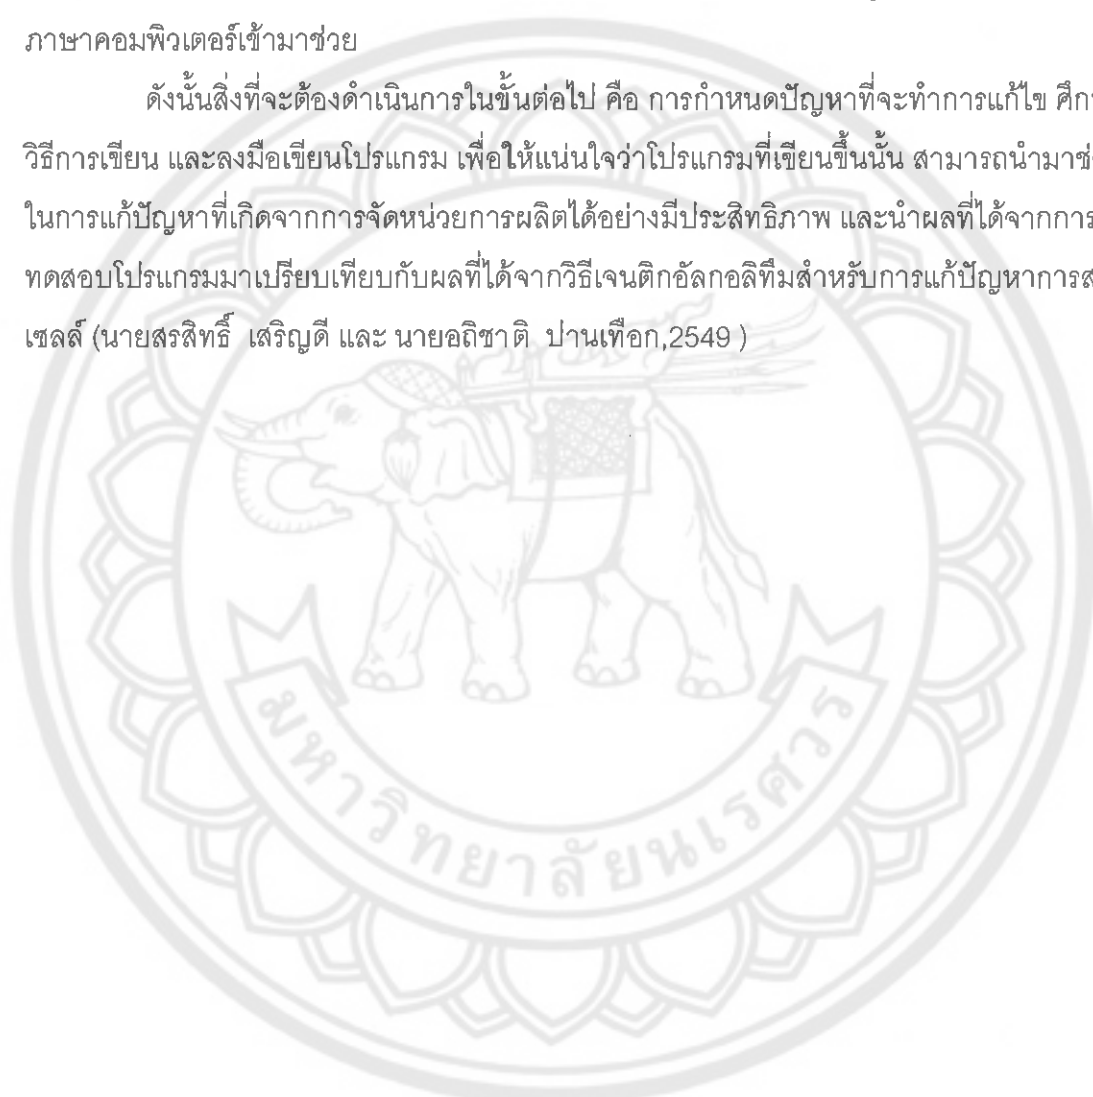 ภาษาคอมพิวเตอร์เข้ามาช่วย
ดังนั้นสิ่งที่จะต้องดำเนินการในขั้นต่อไป คือ การกำหนดปัญหาที่จะทำการแก้ไข
วิธีการเขียน และลงมือเขียนโปรแกรม เพื่อให้แน่นใจว่าโปรแกรมที่เขียนขึ้นนั้น สามารถนำมา
ในการแก้ปัญหาที่เกิดจากการจัดหน่วยการผลิตได้อย่างมีประสิทธิภาพ และนำผลที่ได้จากการ
ทดสอบโปรแกรมมาเปรียบเทียบกับผลที่ได้จากวิธีเจนติกอัลกอลิทึมสำหรับการแก้ปัญหาการ
เซลล์ (นายสรสิทธิ์ เสริญดี และ นายอถิชาติ ปานเทือก,2549 )
มหาวิทยาลัยนเรศวร